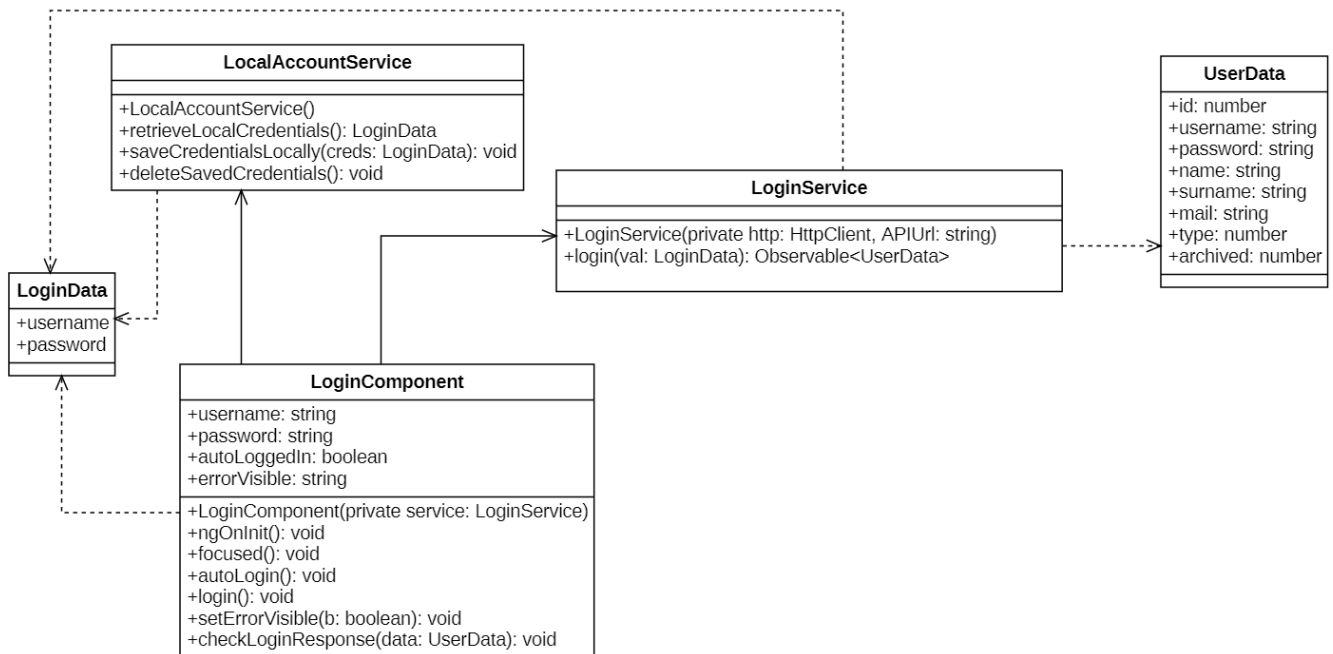 LocalAccountService
+LocalAccountService()
+retrieveLocalCredentials(): LoginData
+saveCredentialsLocally(creds: LoginData): void
+deleteSavedCredentials(): void
UserData
+id: number
+username: string
+password: string
+name: string
+surname: string
+mail: string
+type: number
+archived: number
LoginService
+LoginService(private http: HttpClient, APIUrl: string)
+login(val: LoginData): Observable<UserData>
LoginData
+username
+password
LoginComponent
+username: string
+password: string
+autoLoggedIn: boolean
+errorVisible: string
+LoginComponent(private service: LoginService)
+ngOnInit(): void
+focused(): void
+autoLogin(): void
+login(): void
+setErrorVisible(b: boolean): void
+checkLoginResponse(data: UserData): void